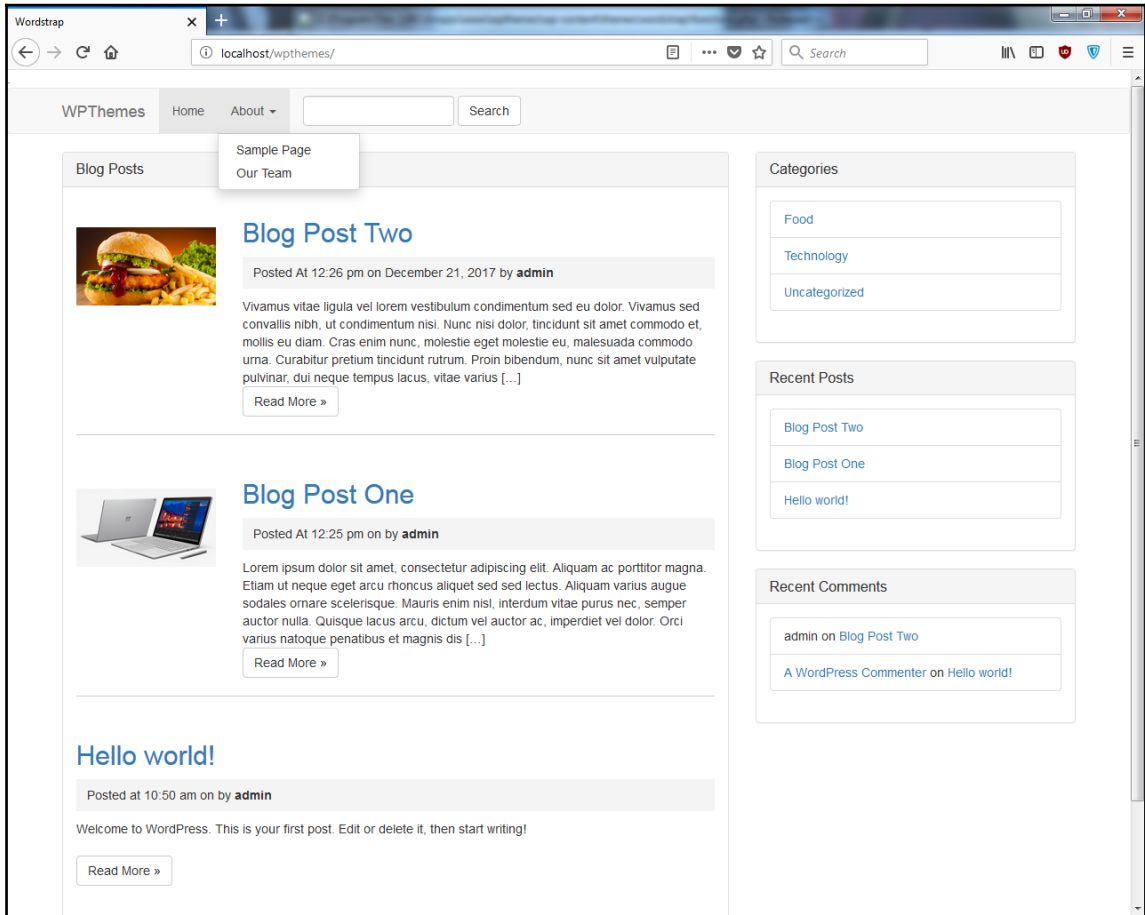 Wordstrap
localhost/wpthemes/
Search
WPThemes Home About Search
Sample Page
Our Team
Blog Posts
Blog Post Two
Posted At 12:26 pm on December 21, 2017 by admin
Vivamus vitae ligula vel lorem vestibulum condimentum sed eu dolor. Vivamus sed
convallis nibh, ut condimentum nisi. Nunc nisi dolor, tincidunt sit amet commodo et,
mollis eu diam. Cras enim nunc, molestie eget molestie eu, malesuada commodo
urna. Curabitur pretium tincidunt rutrum. Proin bibendum, nunc sit amet vulputate
pulvinar, dui neque tempus lacus, vitae varius […]
Read More »
Blog Post One
Posted At 12:25 pm on by admin
Lorem ipsum dolor sit amet, consectetur adipiscing elit. Aliquam ac porttitor magna.
Etiam ut neque eget arcu rhoncus aliquet sed sed lectus. Aliquam varius augue
sodales ornare scelerisque. Mauris enim nisl, interdum vitae purus nec, semper
auctor nulla. Quisque lacus arcu, dictum vel auctor ac, imperdiet vel dolor. Orci
varius natoque penatibus et magnis dis […]
Read More »
Hello world!
Posted at 10:50 am on by admin
Welcome to WordPress. This is your first post. Edit or delete it, then start writing!
Read More »
Categories
Food
Technology
Uncategorized
Recent Posts
Blog Post Two
Blog Post One
Hello world!
Recent Comments
admin on Blog Post Two
A WordPress Commenter on Hello world!